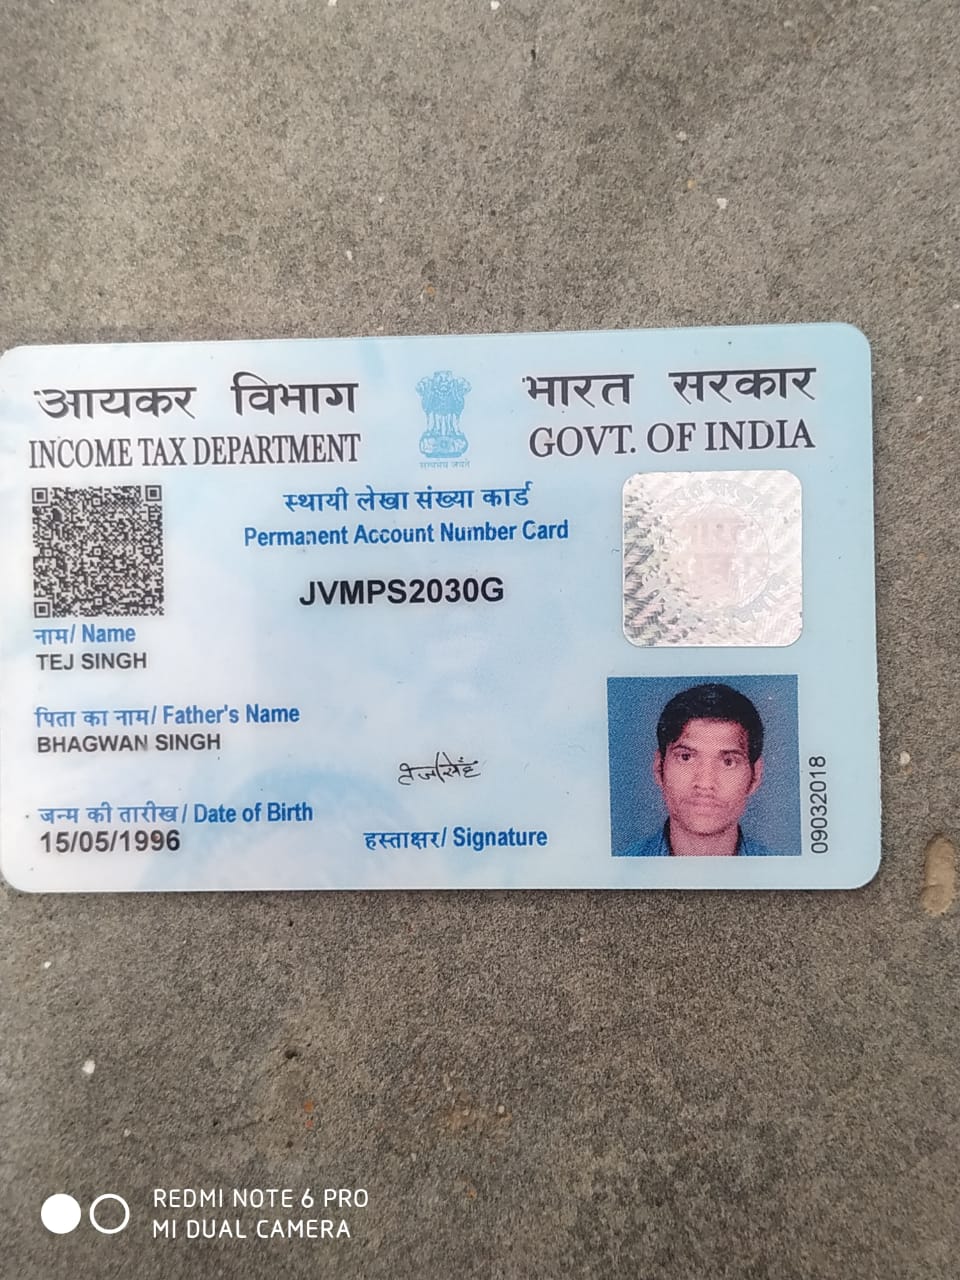 आयकर विभाग
INCOME TAX DEPARTMENT
भारत सरकार
GOVT. OF INDIA
सत्यमेव जयते
स्थायी लेखा संख्या कार्ड
Permanent Account Number Card
JVMPS2030G
नाम/ Name
TEJ SINGH
पिता का नाम/ Father's Name
BHAGWAN SINGH
जन्म की तारीख/ Date of Birth
15/05/1996
तेजसिंह
हस्ताक्षर/ Signature
09032018
REDMI NOTE 6 PRO
MI DUAL CAMERA